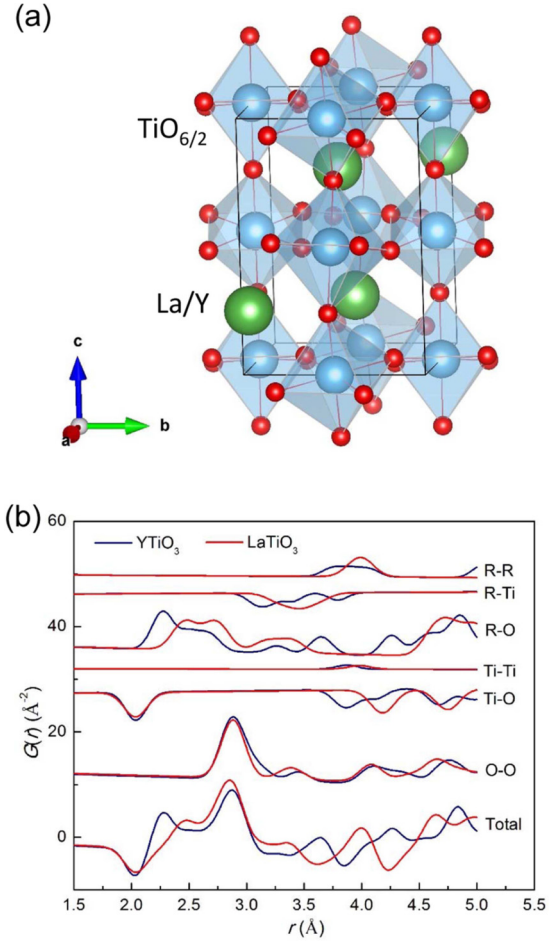 (a)
TiO6/2
La/Y
c
b
a
(b)
60
YTiO3
LaTiO3
R-R
R-Ti
40
R-O
Ti-Ti
Ti-O
G(r) (Å-2)
20
O-O
0
Total
1.5 2.0 2.5 3.0 3.5 4.0 4.5 5.0 5.5
r (Å)